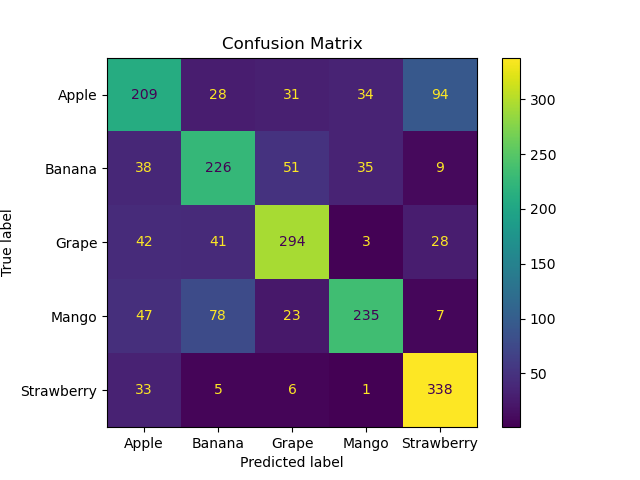 Confusion Matrix
Apple 209 28 31 34 94
Banana 38 226 51 35 9
Grape 42 41 294 3 28
Mango 47 78 23 235 7
Strawberry 33 5 6 1 338
Apple Banana Grape Mango Strawberry
Predicted label
True label
300
250
200
150
100
50